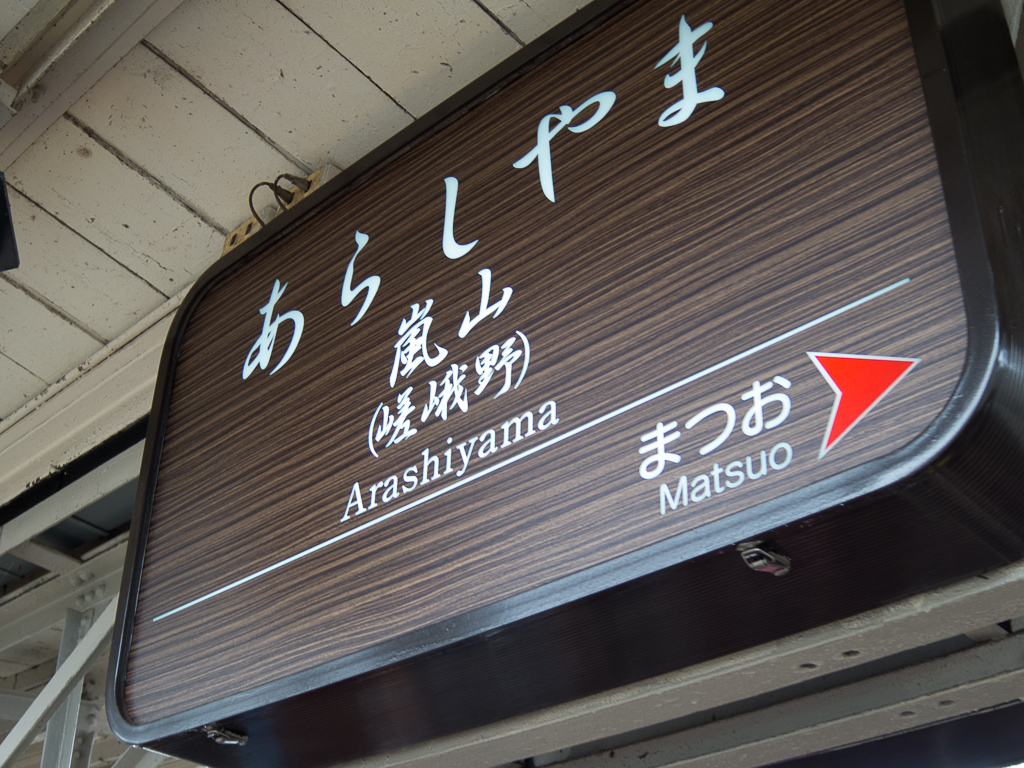 あらしやま
嵐山
(嵯峨野)
Arashiyama
まつお
Matsuo